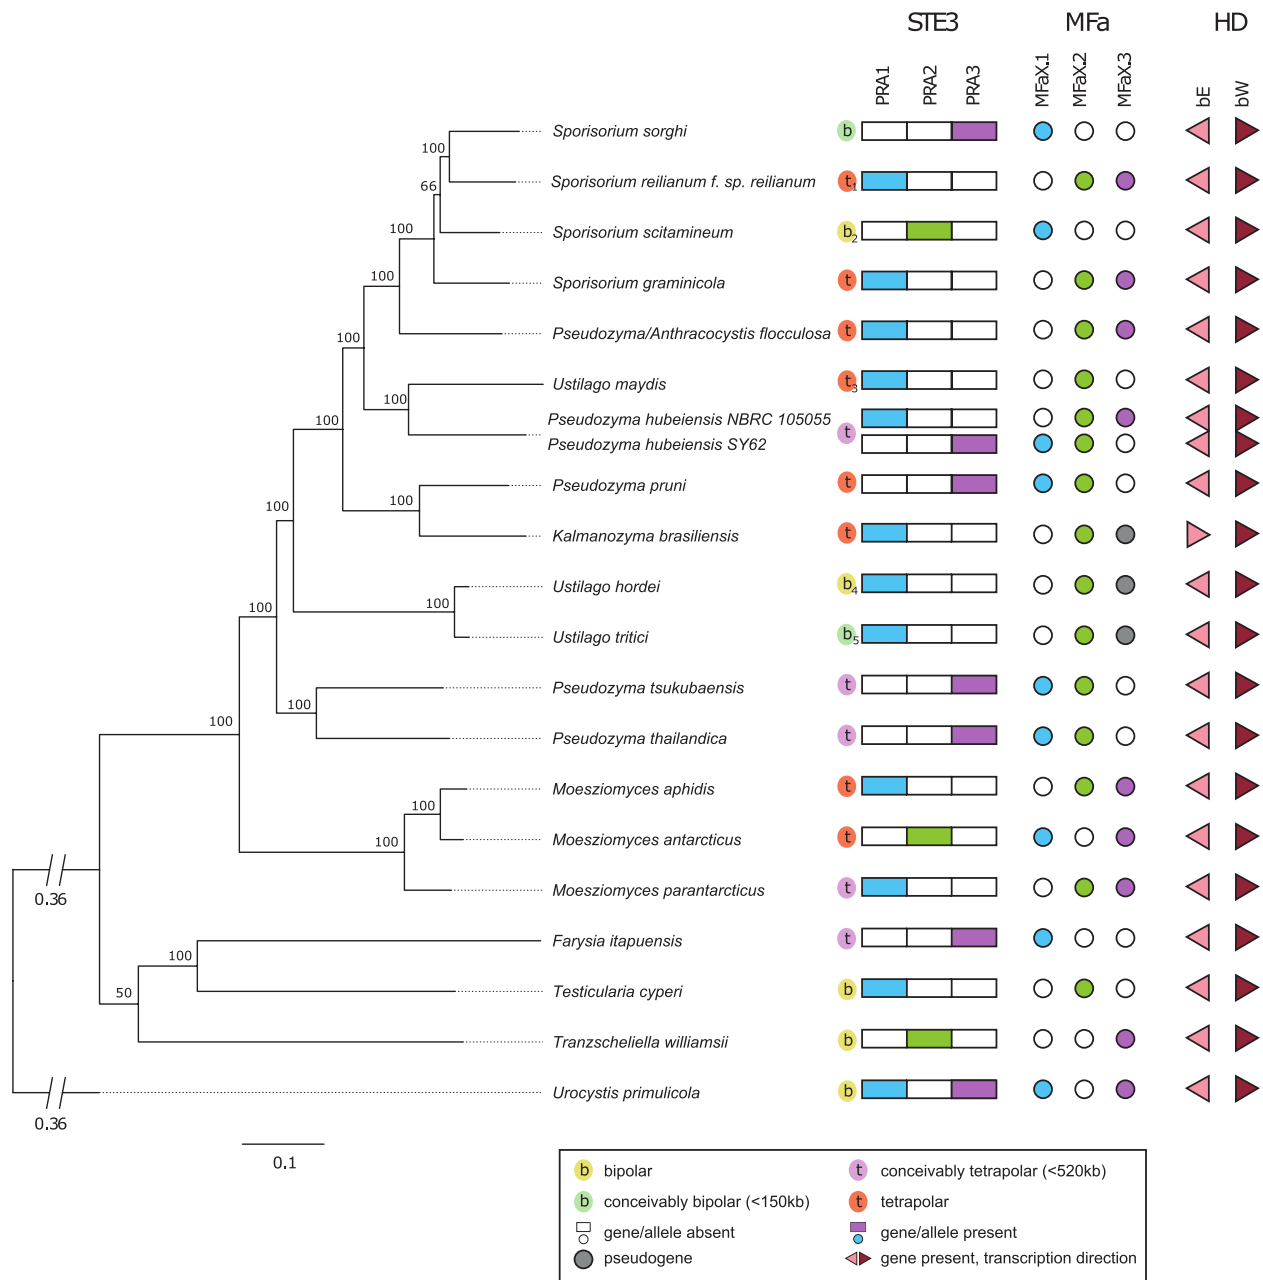 STE3 MFa HD
PRA1 PRA2 PRA3 MFaX.1 MFaX.2 MFaX.3 bE bW
100 Sporisorium sorghi b
66 Sporisorium reilianum f. sp. reilianum t1
Sporisorium scitamineum b2
100
100 Sporisorium graminicola t
100 Pseudozyma/Anthracocystis flocculosa t
Ustilago maydis t3
100
100 Pseudozyma hubeiensis NBRC 105055
t
Pseudozyma hubeiensis SY62
100 Pseudozyma pruni t
100 Kalmanozyma brasiliensis t
Ustilago hordei b4
100 100
Ustilago tritici b5
Pseudozyma tsukubaensis t
100 100
Pseudozyma thailandica t
Moesziomyces aphidis t
100
Moesziomyces antarcticus t
100
Moesziomyces parantarcticus t
0.36
Farysia itapuensis t
100
50 Testicularia cyperi b
Tranzscheliella williamsii b
Urocystis primulicola b
0.36
0.1
b bipolar
t conceivably tetrapolar (<520kb)
b conceivably bipolar (<150kb)
t tetrapolar
gene/allele absent
gene/allele present
pseudogene
gene present, transcription direction